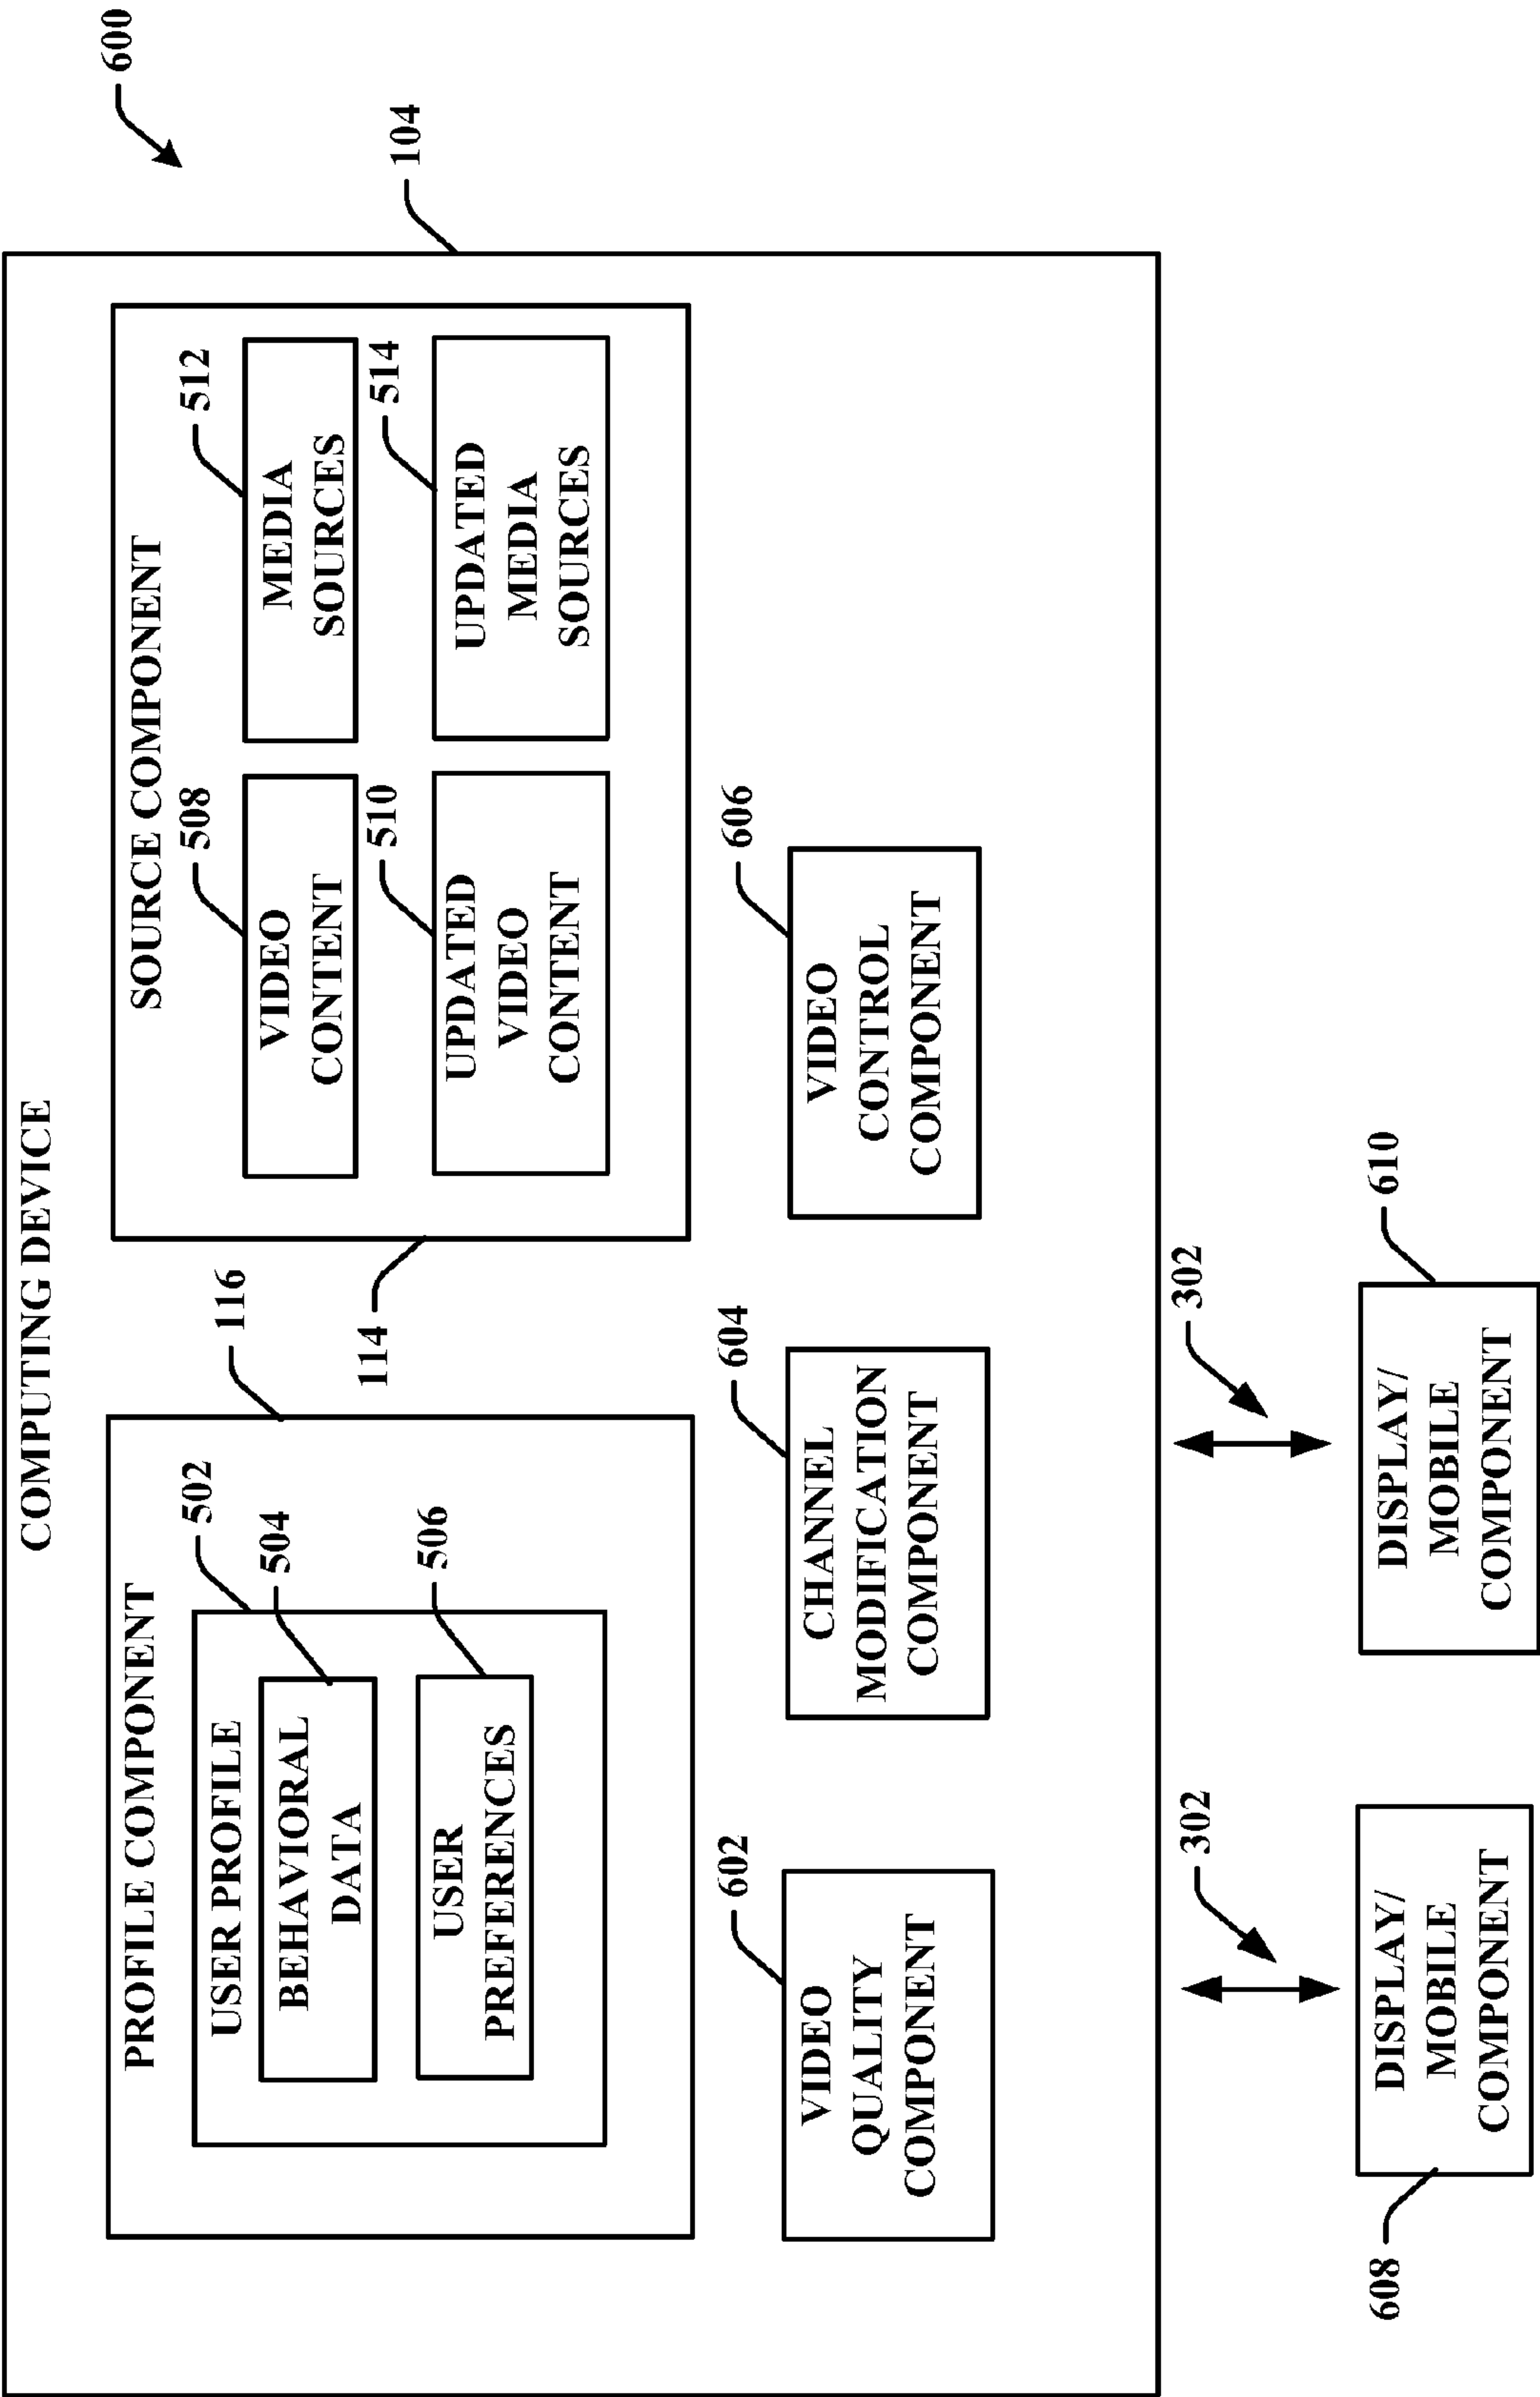 600
COMPUTING DEVICE
104
PROFILE COMPONENT
116
USER PROFILE
502
BEHAVIORAL
DATA
504
USER
PREFERENCES
506
SOURCE COMPONENT
114
VIDEO
CONTENT
508
MEDIA
SOURCES
512
UPDATED
VIDEO
CONTENT
510
UPDATED
MEDIA
SOURCES
514
VIDEO
QUALITY
COMPONENT
602
CHANNEL
MODIFICATION
COMPONENT
604
VIDEO
CONTROL
COMPONENT
606
302
302
DISPLAY/
MOBILE
COMPONENT
608
DISPLAY/
MOBILE
COMPONENT
610